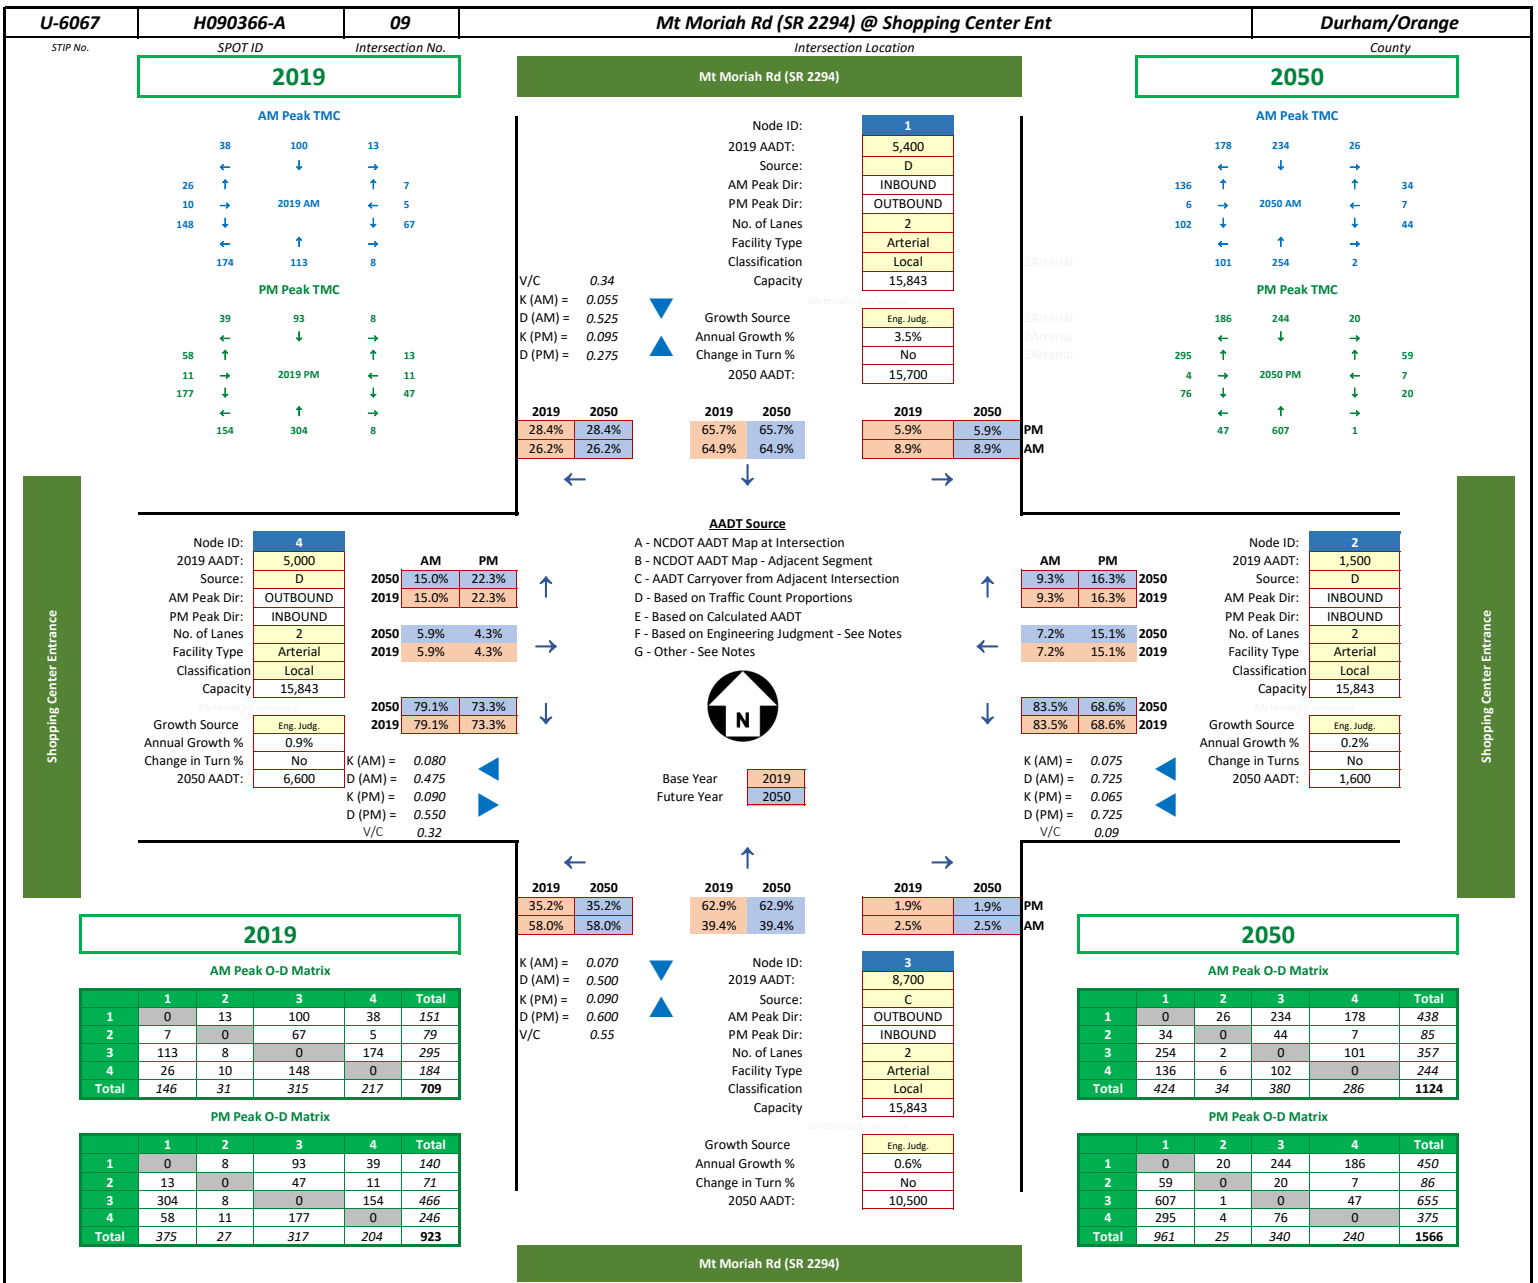 U-6067 H090366-A 09 Mt Moriah Rd (SR 2294) @ Shopping Center Ent Durham/Orange
STIP No. SPOT ID Intersection No. Intersection Location County
2019
AM Peak TMC
38 100 13
← ↓ →
26 ↑ ↑ 7
10 → 2019 AM ← 5
148 ↓ ↓ 67
← ↑ →
174 113 8
PM Peak TMC
39 93 8
← ↓ →
58 ↑ ↑ 13
11 → 2019 PM ← 11
177 ↓ ↓ 47
← ↑ →
154 304 8
Mt Moriah Rd (SR 2294)
Node ID: 1
2019 AADT: 5,400
Source: D
AM Peak Dir: INBOUND
PM Peak Dir: OUTBOUND
No. of Lanes 2
Facility Type Arterial
Classification Local
Capacity 15,843
V/C 0.34
K (AM) = 0.055
D (AM) = 0.525
K (PM) = 0.095
D (PM) = 0.275
Growth Source Eng. Judg.
Annual Growth % 3.5%
Change in Turn % No
2050 AADT: 15,700
2Arterial
2Arterial
2Arterial
2050
AM Peak TMC
178 234 26
← ↓ →
136 ↑ ↑ 34
6 → 2050 AM ← 7
102 ↓ ↓ 44
← ↑ →
101 254 2
PM Peak TMC
186 244 20
← ↓ →
295 ↑ ↑ 59
4 → 2050 PM ← 7
76 ↓ ↓ 20
← ↑ →
47 607 1
2019 2050 2019 2050 2019 2050
28.4% 28.4% 65.7% 65.7% 5.9% 5.9% PM
26.2% 26.2% 64.9% 64.9% 8.9% 8.9% AM
← ↓ →
Shopping Center Entrance
Node ID: 4
2019 AADT: 5,000
Source: D
AM Peak Dir: OUTBOUND
PM Peak Dir: INBOUND
No. of Lanes 2
Facility Type Arterial
Classification Local
Capacity 15,843
Growth Source Eng. Judg.
Annual Growth % 0.9%
Change in Turn % No
2050 AADT: 6,600
AM PM
2050 15.0% 22.3% ↑
2019 15.0% 22.3%
2050 5.9% 4.3% →
2019 5.9% 4.3%
2050 79.1% 73.3% ↓
2019 79.1% 73.3%
K (AM) = 0.080
D (AM) = 0.475
K (PM) = 0.090
D (PM) = 0.550
V/C 0.32
AADT Source
A - NCDOT AADT Map at Intersection
B - NCDOT AADT Map - Adjacent Segment
C - AADT Carryover from Adjacent Intersection
D - Based on Traffic Count Proportions
E - Based on Calculated AADT
F - Based on Engineering Judgment - See Notes
G - Other - See Notes
N
Base Year 2019
Future Year 2050
AM PM
↑ 9.3% 16.3% 2050
9.3% 16.3% 2019
← 7.2% 15.1% 2050
7.2% 15.1% 2019
↓ 83.5% 68.6% 2050
83.5% 68.6% 2019
K (AM) = 0.075
D (AM) = 0.725
K (PM) = 0.065
D (PM) = 0.725
V/C 0.09
Node ID: 2
2019 AADT: 1,500
Source: D
AM Peak Dir: INBOUND
PM Peak Dir: INBOUND
No. of Lanes 2
Facility Type Arterial
Classification Local
Capacity 15,843
Growth Source Eng. Judg.
Annual Growth % 0.2%
Change in Turns No
2050 AADT: 1,600
Shopping Center Entrance
← ↑ →
2019 2050 2019 2050 2019 2050
35.2% 35.2% 62.9% 62.9% 1.9% 1.9% PM
58.0% 58.0% 39.4% 39.4% 2.5% 2.5% AM
K (AM) = 0.070
D (AM) = 0.500
K (PM) = 0.090
D (PM) = 0.600
V/C 0.55
Node ID: 3
2019 AADT: 8,700
Source: C
AM Peak Dir: OUTBOUND
PM Peak Dir: INBOUND
No. of Lanes 2
Facility Type Arterial
Classification Local
Capacity 15,843
Growth Source Eng. Judg.
Annual Growth % 0.6%
Change in Turn % No
2050 AADT: 10,500
Mt Moriah Rd (SR 2294)
2019
AM Peak O-D Matrix
1 2 3 4 Total
1 0 13 100 38 151
2 7 0 67 5 79
3 113 8 0 174 295
4 26 10 148 0 184
Total 146 31 315 217 709
PM Peak O-D Matrix
1 2 3 4 Total
1 0 8 93 39 140
2 13 0 47 11 71
3 304 8 0 154 466
4 58 11 177 0 246
Total 375 27 317 204 923
2050
AM Peak O-D Matrix
1 2 3 4 Total
1 0 26 234 178 438
2 34 0 44 7 85
3 254 2 0 101 357
4 136 6 102 0 244
Total 424 34 380 286 1124
PM Peak O-D Matrix
1 2 3 4 Total
1 0 20 244 186 450
2 59 0 20 7 86
3 607 1 0 47 655
4 295 4 76 0 375
Total 961 25 340 240 1566